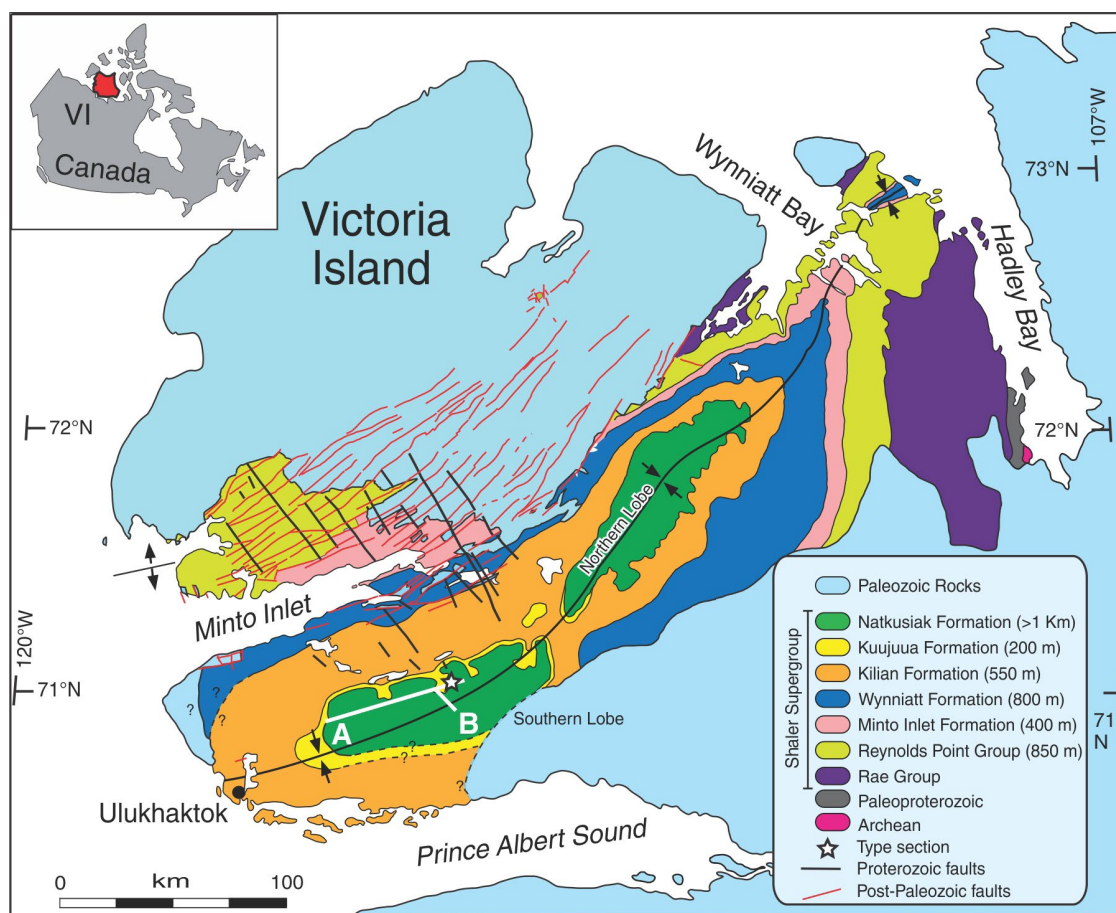 VI
Canada
Victoria
Island
Wynniatt Bay
Hadley Bay
107°W
73°N
72°N
72°N
Northern Lobe
Minto Inlet
120°W
71°N
71°
N
A
B
Southern Lobe
?
?
?
?
?
?
?
Ulukhaktok
Prince Albert Sound
0 km 100
Paleozoic Rocks
Shaler Supergroup
Natkusiak Formation (>1 Km)
Kuujuua Formation (200 m)
Kilian Formation (550 m)
Wynniatt Formation (800 m)
Minto Inlet Formation (400 m)
Reynolds Point Group (850 m)
Rae Group
Paleoproterozoic
Archean
Type section
Proterozoic faults
Post-Paleozoic faults